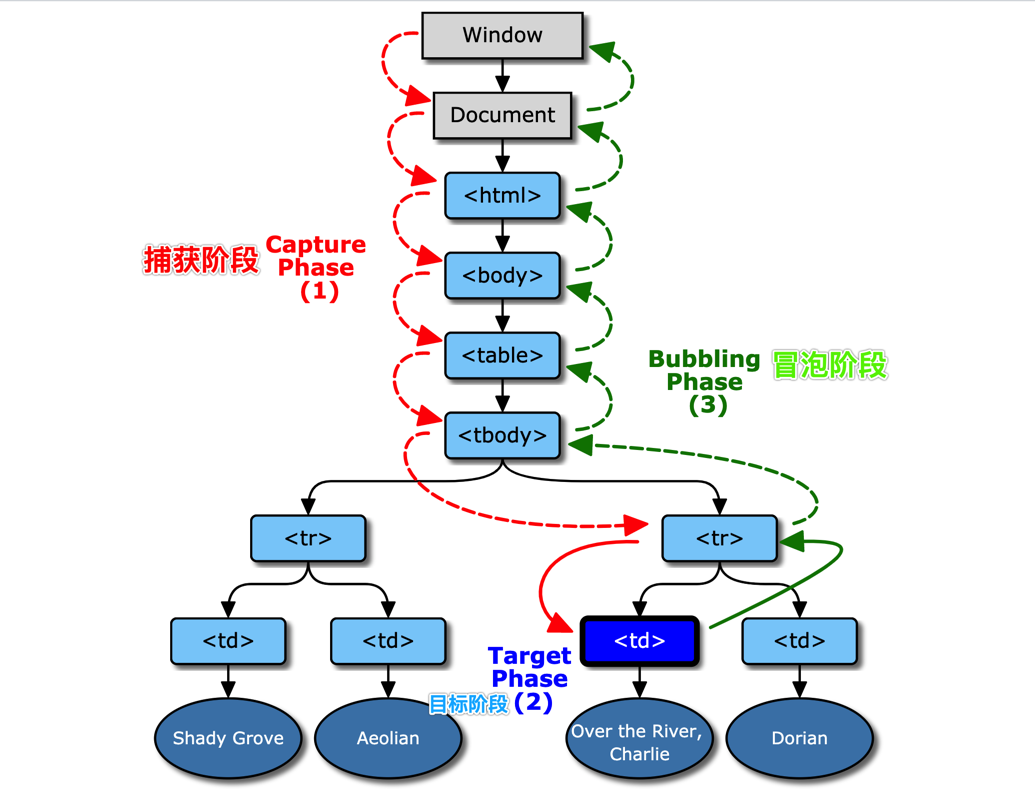 Window
Document
<html>
捕获阶段
Capture
Phase
(1)
<body>
<table>
Bubbling
Phase
(3)
冒泡阶段
<tbody>
<tr>
<tr>
<td>
<td>
<td>
<td>
Target
Phase
(2)
目标阶段
Shady Grove
Aeolian
Over the River,
Charlie
Dorian